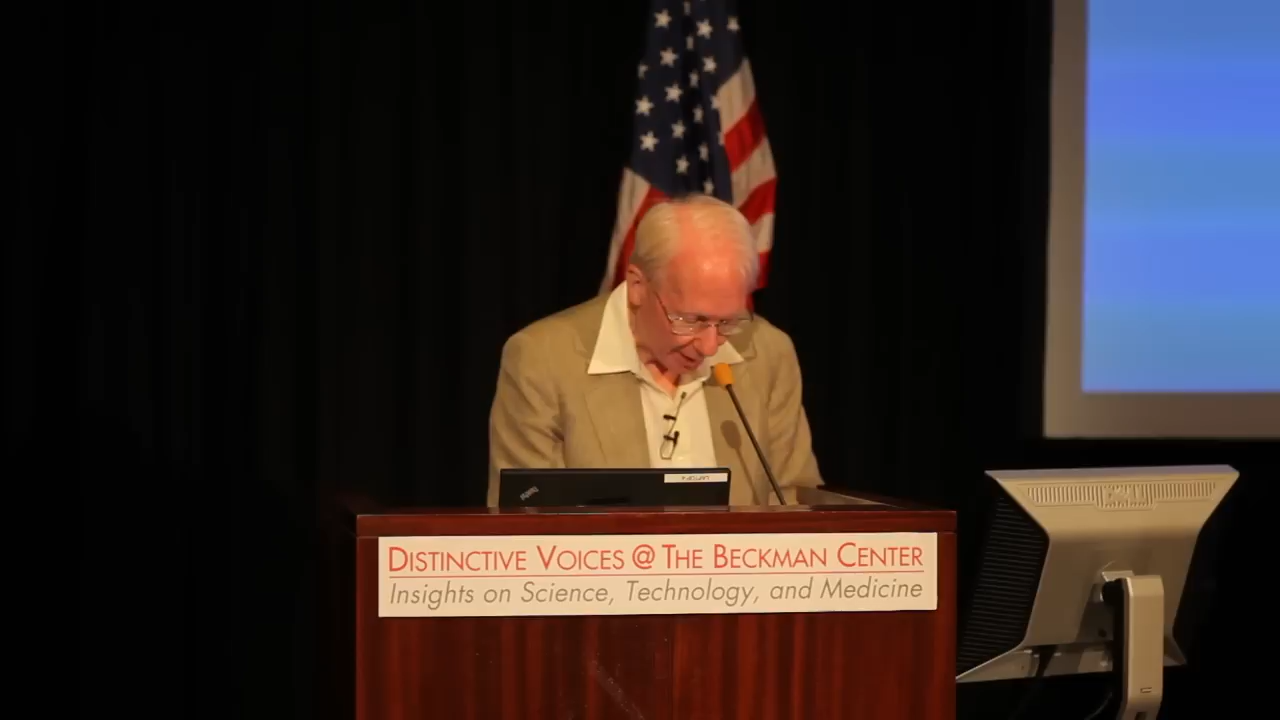 DISTINCTIVE VOICES @ THE BECKMAN CENTER
Insights on Science, Technology, and Medicine